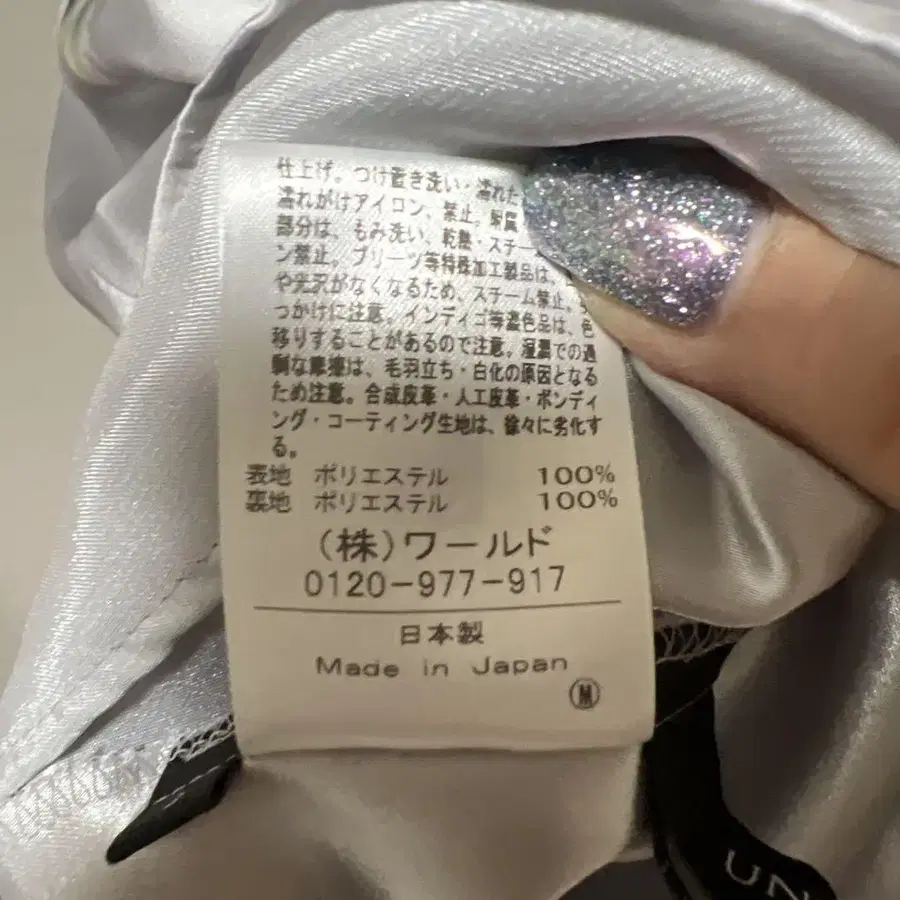 仕上げ。つけ置き洗い・濡れた
濡れがけアイロン、禁止。附属
部分は、もみ洗い、乾熱・スチー
ン禁止。プリーツ等特殊加工製品は、
や光沢がなくなるため、スチーム禁止。
っかけに注意。インディゴ等濃色品は、色
移りすることがあるので注意。湿潤での過
剰な摩擦は、毛羽立ち・白化の原因となる
ため注意。合成皮革・人工皮革・ボンディ
ング・コーティング生地は、徐々に劣化す
る。
表地 ポリエステル 100%
裏地 ポリエステル 100%
(株)ワールド
0120-977-917
日本製
Made in Japan
M
UN